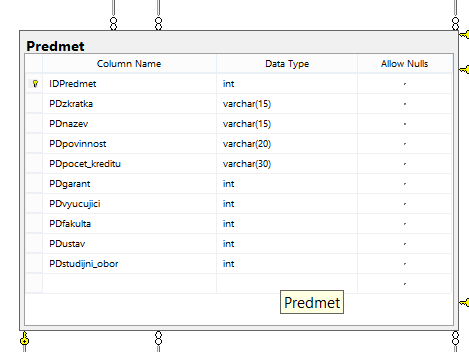 Predmet
Column Name Data Type Allow Nulls
IDPredmet int
PDzkratka varchar(15)
PDnazev varchar(15)
PDpovinnost varchar(20)
PDpocet_kreditu varchar(30)
PDgarant int
PDvyucujici int
PDfakulta int
PDustav int
PDstudijni_obor int
Predmet